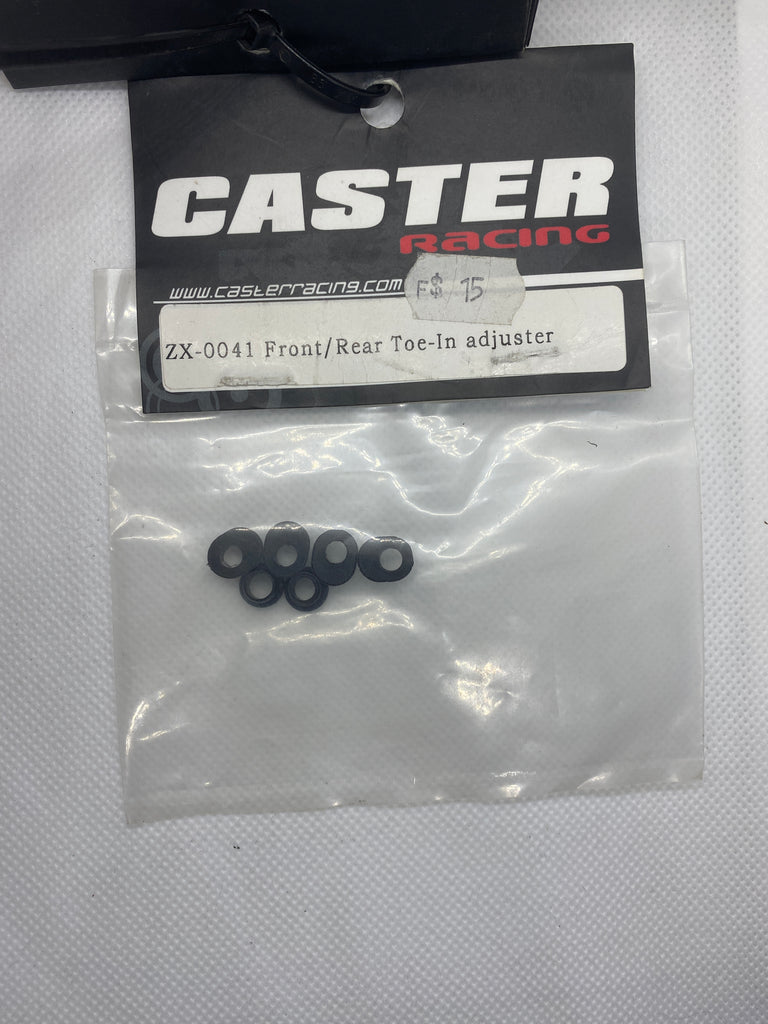 CASTER
RACING
www.casterracing.com
F$ 15
ZX-0041 Front/Rear Toe-In adjuster